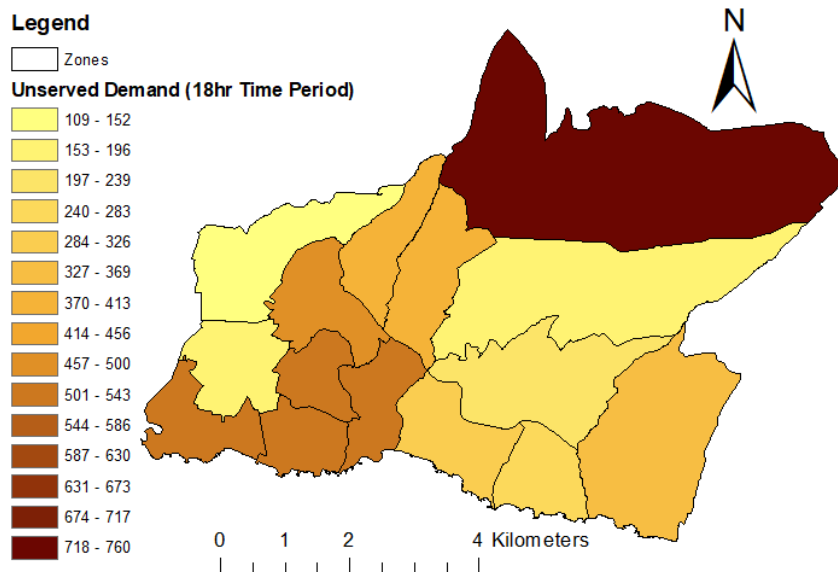 Legend
N
Zones
Unserved Demand (18hr Time Period)
109 - 152
153 - 196
197 - 239
240 - 283
284 - 326
327 - 369
370 - 413
414 - 456
457 - 500
501 - 543
544 - 586
587 - 630
631 - 673
674 - 717
718 - 760
0 1 2 4 Kilometers